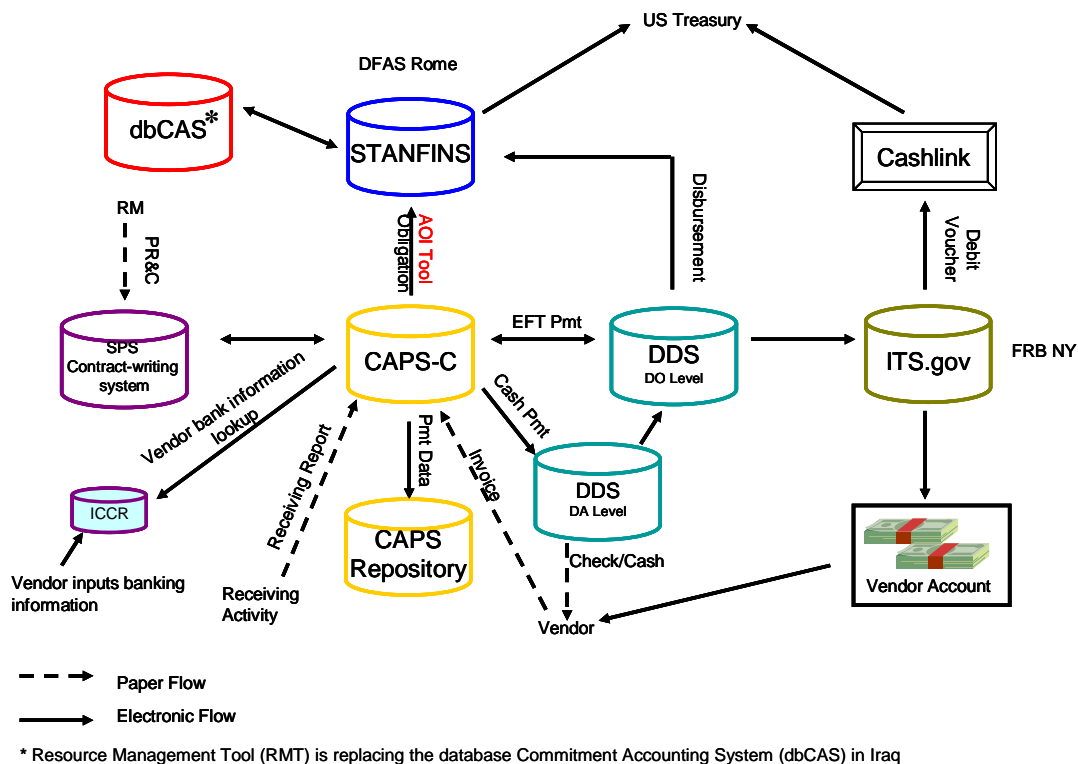 US Treasury
DFAS Rome
dbCAS*
STANFINS
Cashlink
RM
PR&C
AOI Tool
Oblrgation
Disbursement
Debit
Voucher
SPS
Contract-writing
system
CAPS-C
EFT Pmt
DDS
DO Level
ITS.gov
FRB NY
Vendor bank information
lookup
Cash Pmt
Receiving Report
Pmt Data
Invoice
DDS
DA Level
ICCR
CAPS
Repository
Check/Cash
Vendor Account
Vendor inputs banking
information
Receiving
Activity
Vendor
Paper Flow
Electronic Flow
* Resource Management Tool (RMT) is replacing the database Commitment Accounting System (dbCAS) in Iraq